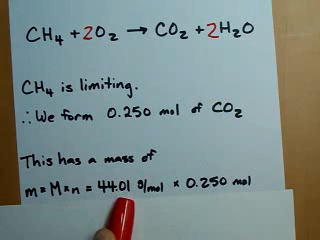 CH₄ + 2O₂ → CO₂ + 2H₂O
CH₄ is limiting.
∴ We form 0.250 mol of CO₂
This has a mass of
m = M × n = 44.01 g/mol × 0.250 mol